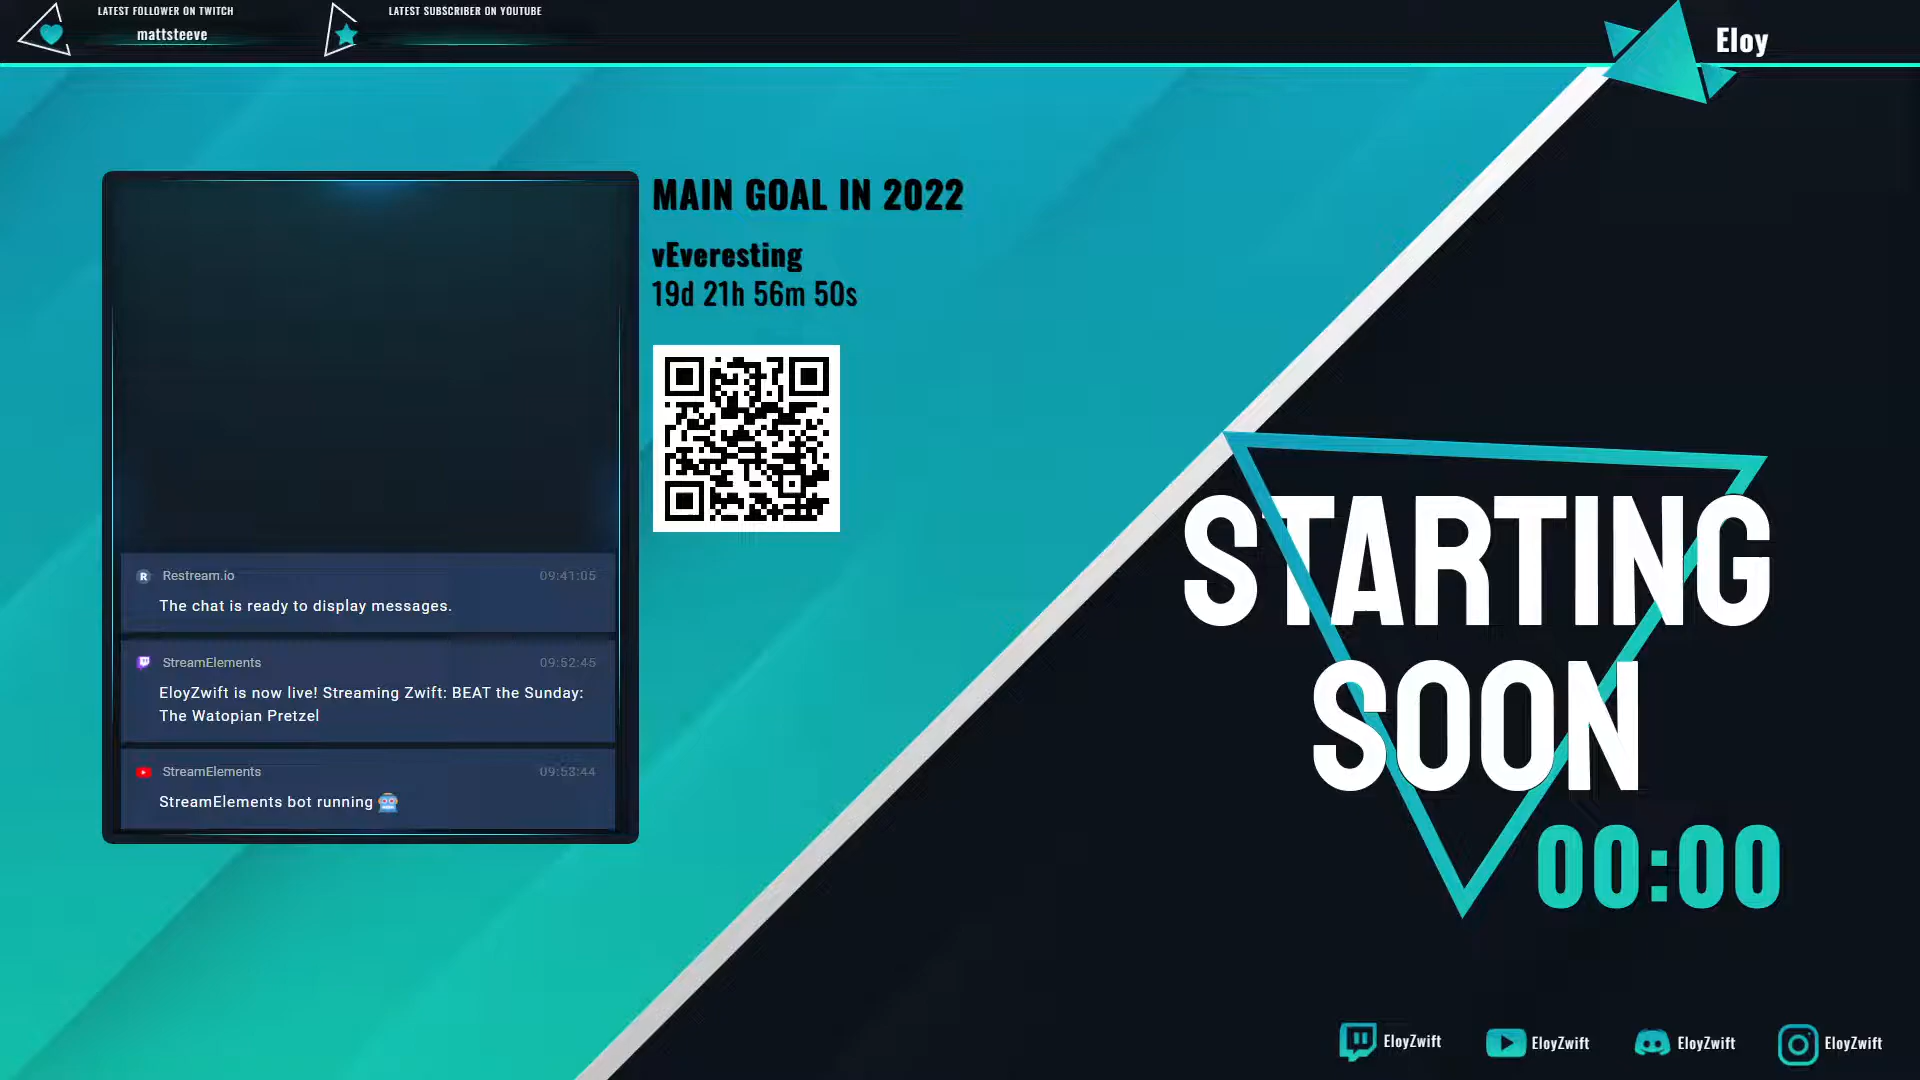 LATEST FOLLOWER ON TWITCH
mattsteeve
LATEST SUBSCRIBER ON YOUTUBE
Eloy
MAIN GOAL IN 2022
vEveresting
19d 21h 56m 50s
R
Restream.io 09:41:05
The chat is ready to display messages.
StreamElements 09:52:45
EloyZwift is now live! Streaming Zwift: BEAT the Sunday:
The Watopian Pretzel
StreamElements 09:53:44
StreamElements bot running 🤖
STARTING
SOON
00:00
EloyZwift
EloyZwift
EloyZwift
EloyZwift